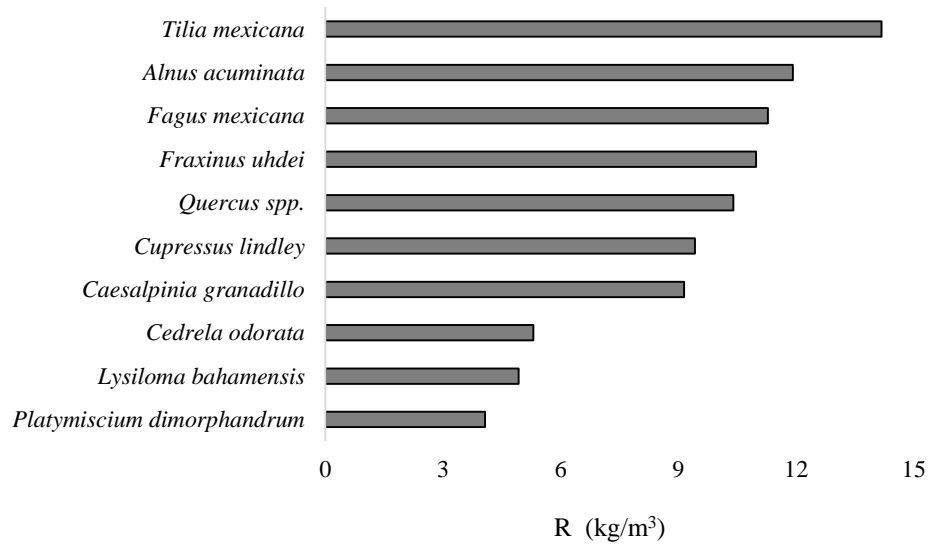 Tilia mexicana
Alnus acuminata
Fagus mexicana
Fraxinus uhdei
Quercus spp.
Cupressus lindley
Caesalpinia granadillo
Cedrela odorata
Lysiloma bahamensis
Platymiscium dimorphandrum
0 3 6 9 12 15
R (kg/m³)